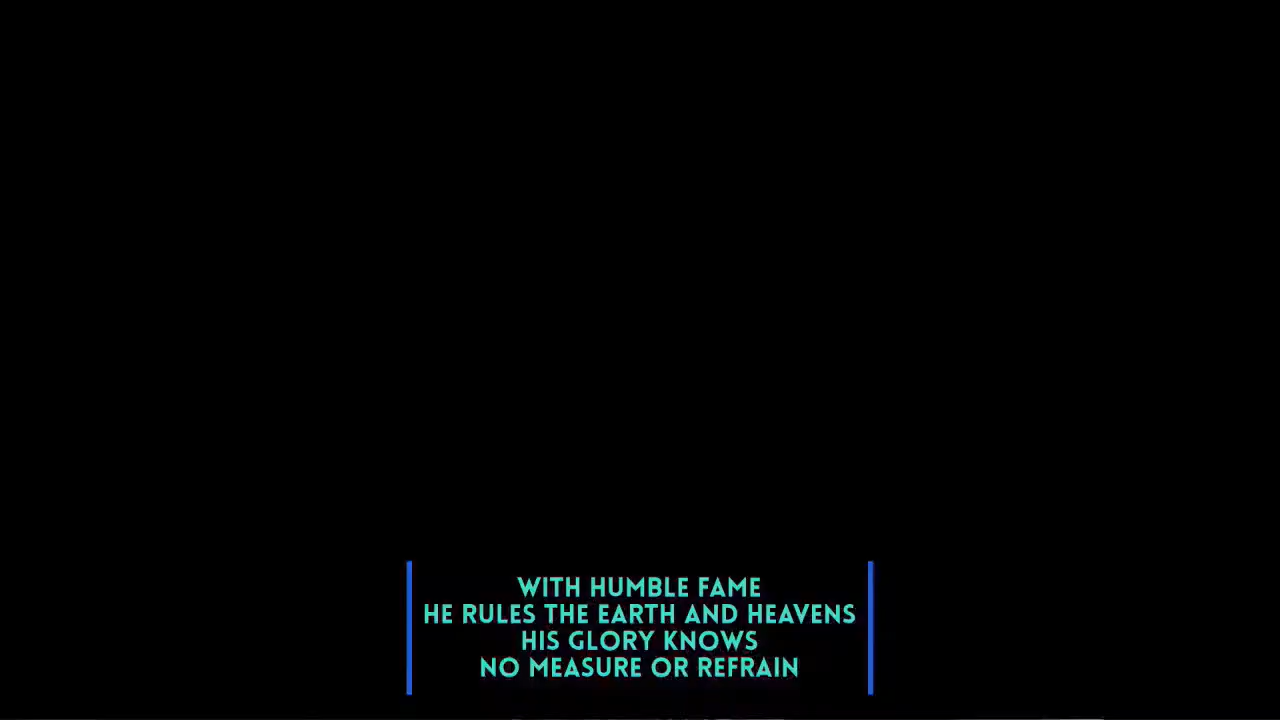 WITH HUMBLE FAME
HE RULES THE EARTH AND HEAVENS
HIS GLORY KNOWS
NO MEASURE OR REFRAIN